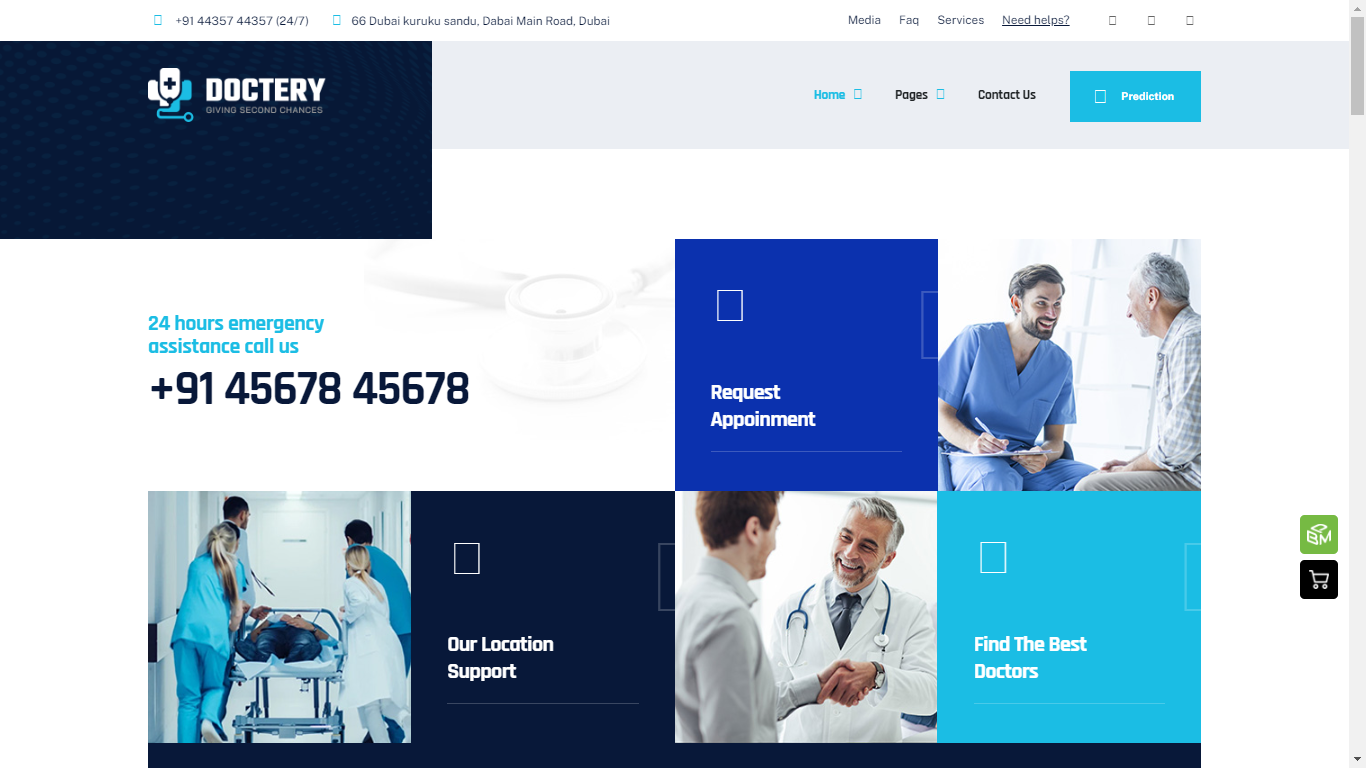 +91 44357 44357 (24/7)
66 Dubai kuruku sandu, Dabai Main Road, Dubai
Media
Faq
Services
Need helps?
DOCTERY
GIVING SECOND CHANCES
Home
Pages
Contact Us
Prediction
24 hours emergency
assistance call us
+91 45678 45678
Request
Appoinment
Our Location
Support
Find The Best
Doctors
BM